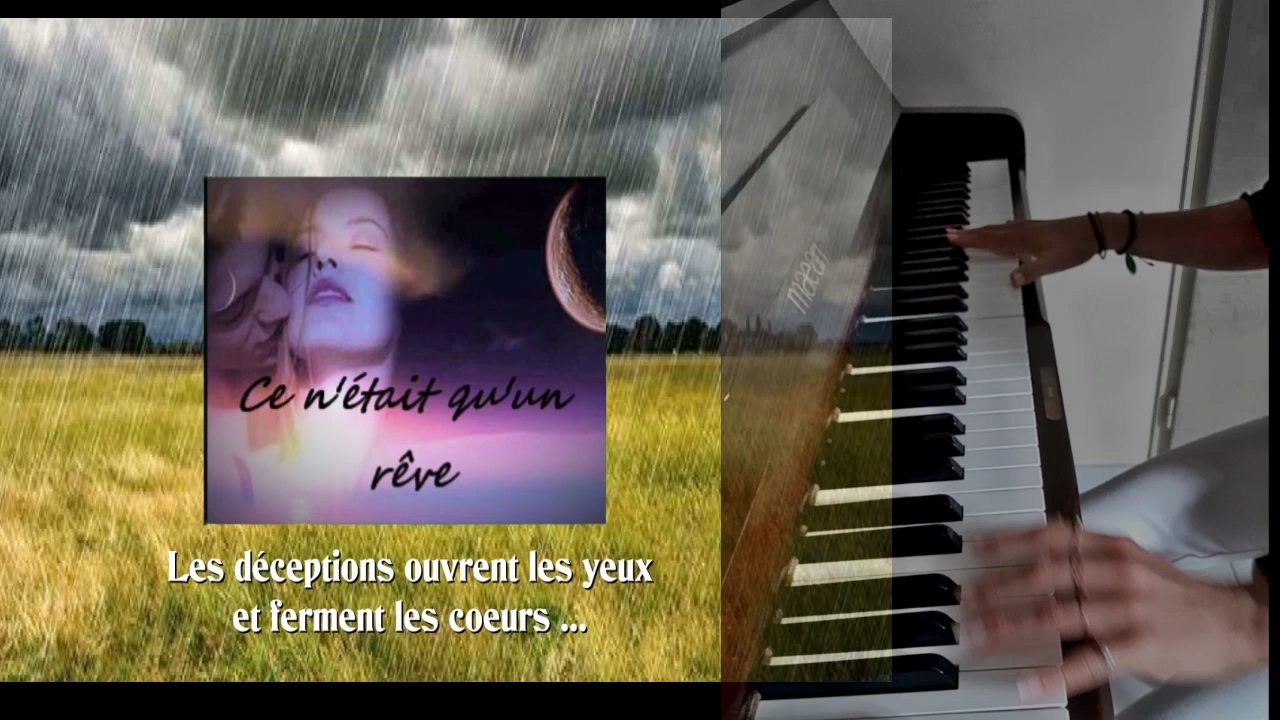 Ce n'était qu'un
rêve
Les déceptions ouvrent les yeux
et ferment les coeurs ...